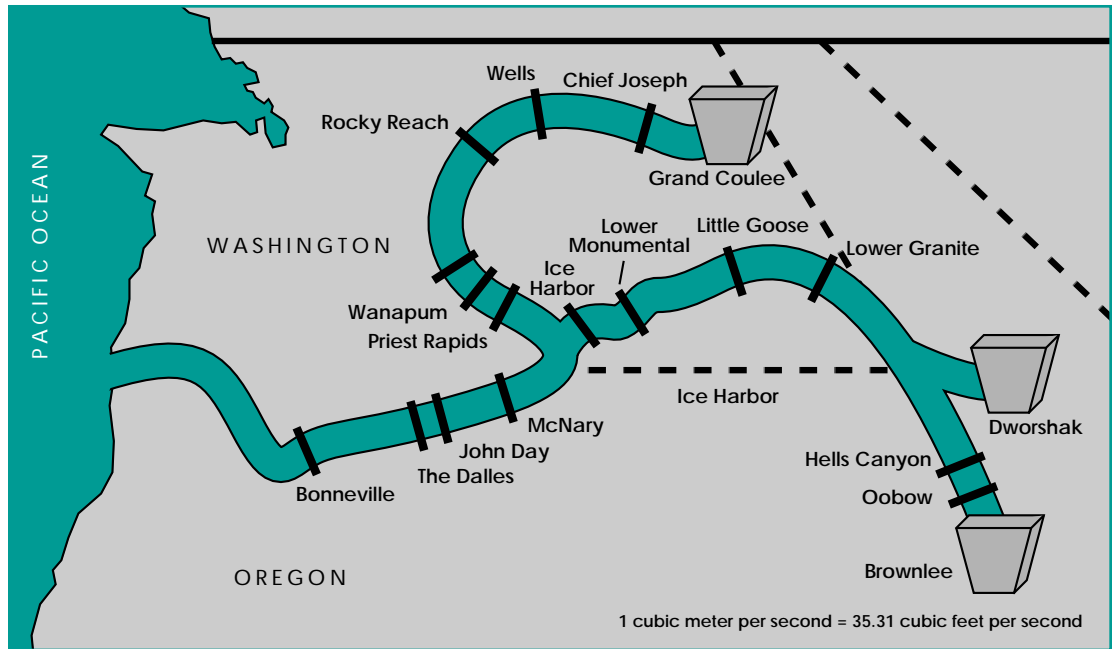 Wells
Chief Joseph
Rocky Reach
Grand Coulee
PACIFIC OCEAN
WASHINGTON
Lower
Monumental
Little Goose
Lower Granite
Ice
Harbor
Wanapum
Priest Rapids
Ice Harbor
McNary
Dworshak
John Day
The Dalles
Bonneville
Hells Canyon
Oobow
Brownlee
OREGON
1 cubic meter per second = 35.31 cubic feet per second